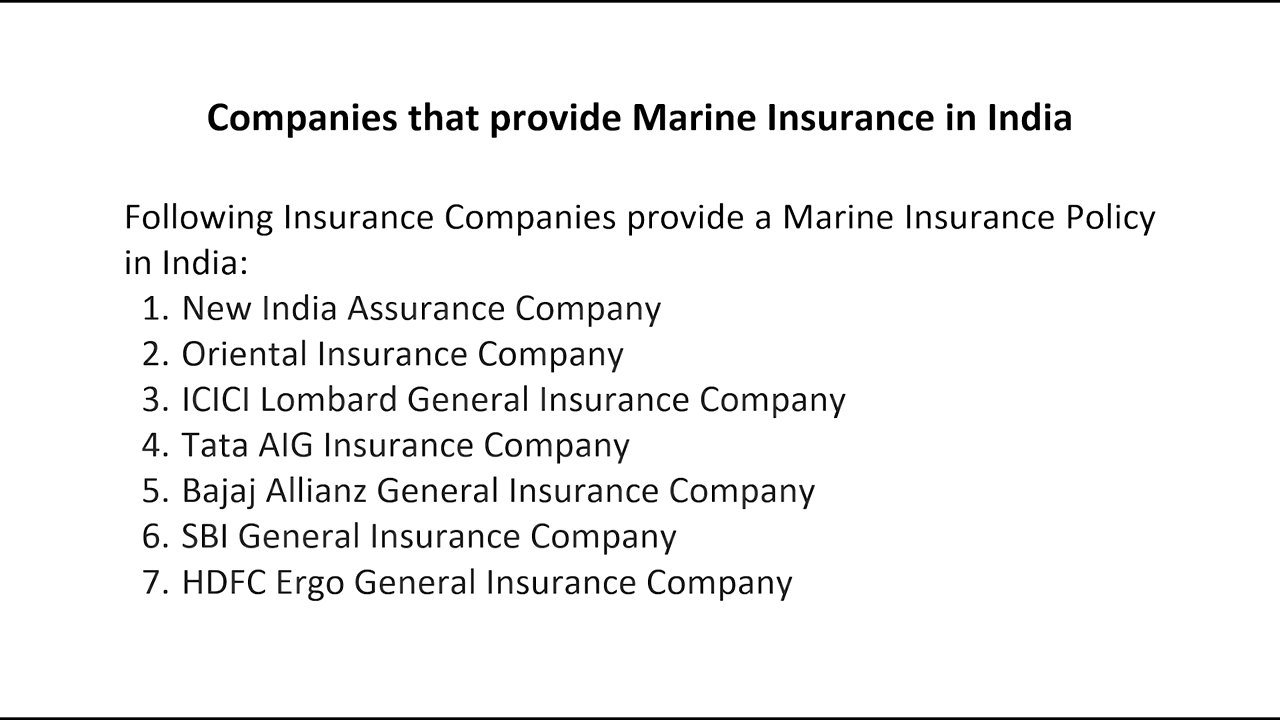 Companies that provide Marine Insurance in India
Following Insurance Companies provide a Marine Insurance Policy
in India:
1. New India Assurance Company
2. Oriental Insurance Company
3. ICICI Lombard General Insurance Company
4. Tata AIG Insurance Company
5. Bajaj Allianz General Insurance Company
6. SBI General Insurance Company
7. HDFC Ergo General Insurance Company